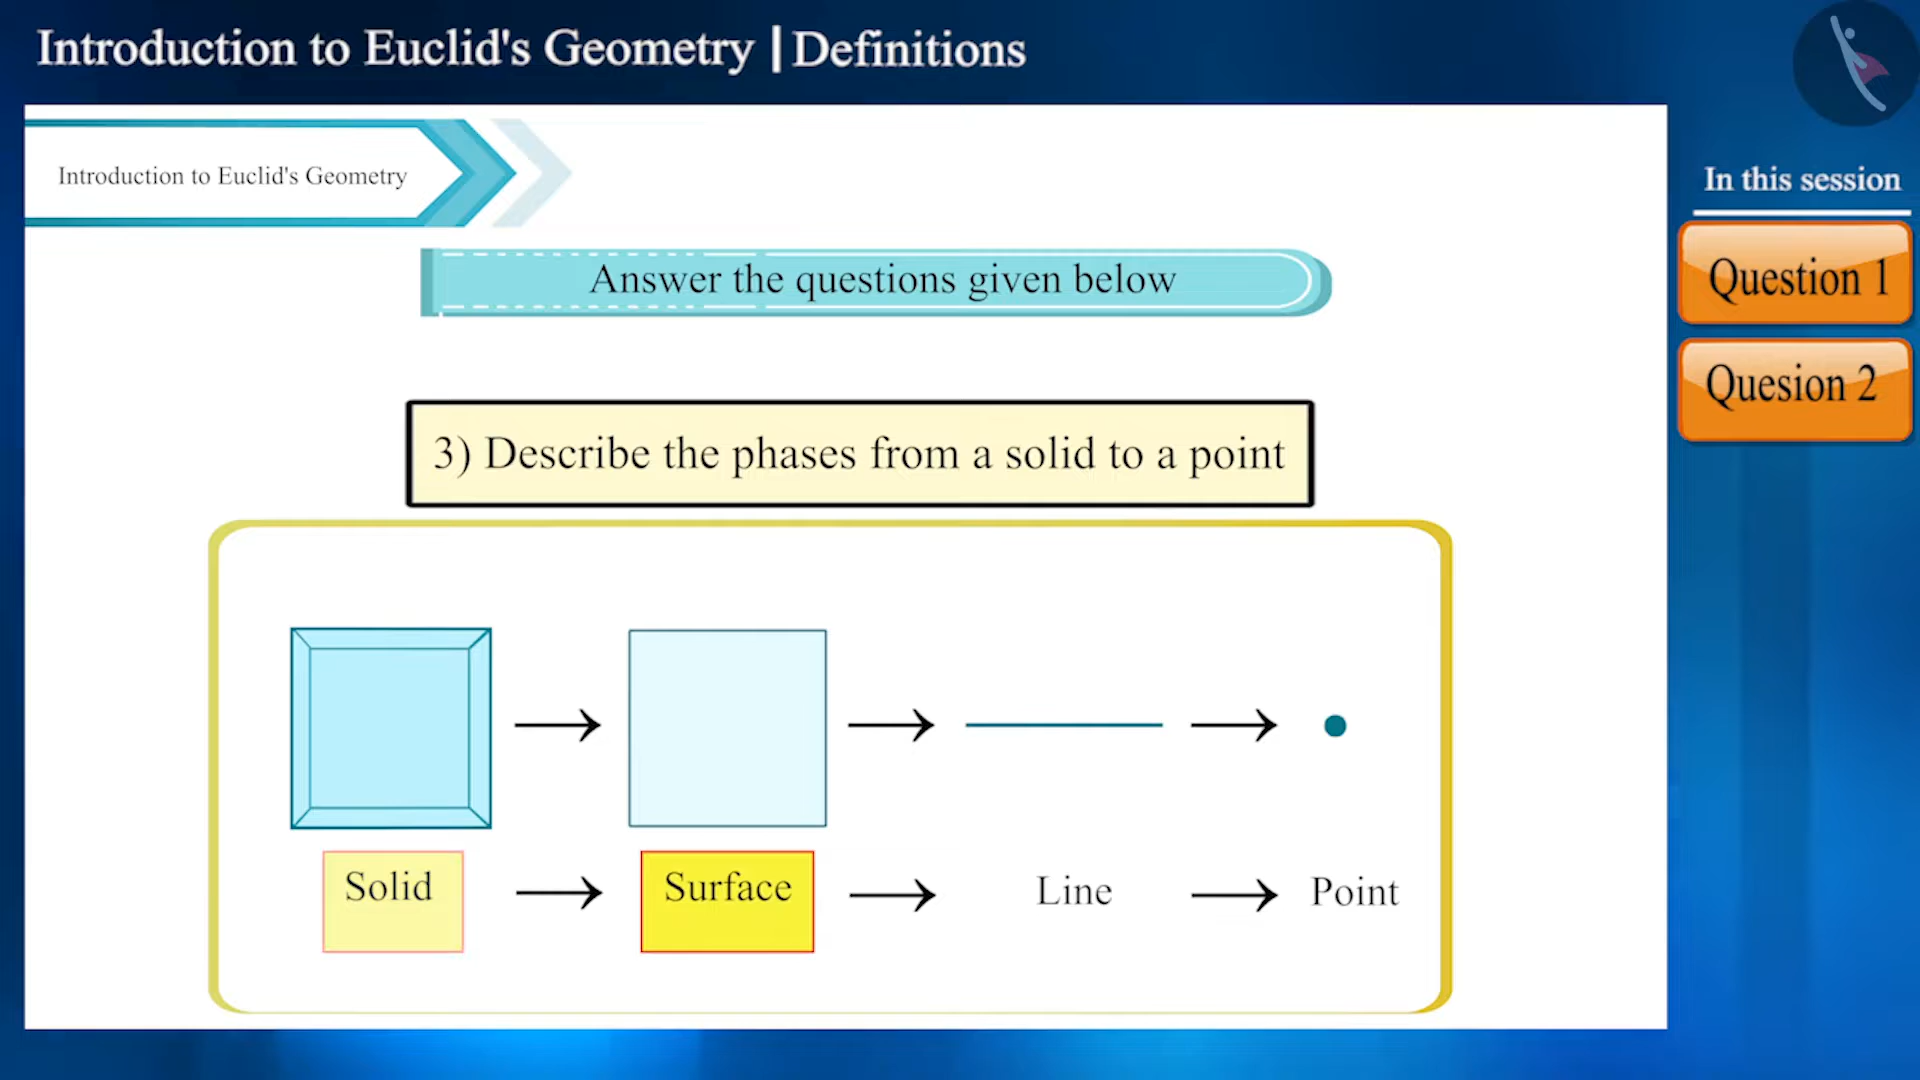 Introduction to Euclid's Geometry | Definitions
Introduction to Euclid's Geometry
In this session
Question 1
Quesion 2
Answer the questions given below
3) Describe the phases from a solid to a point
Solid → Surface → Line → Point